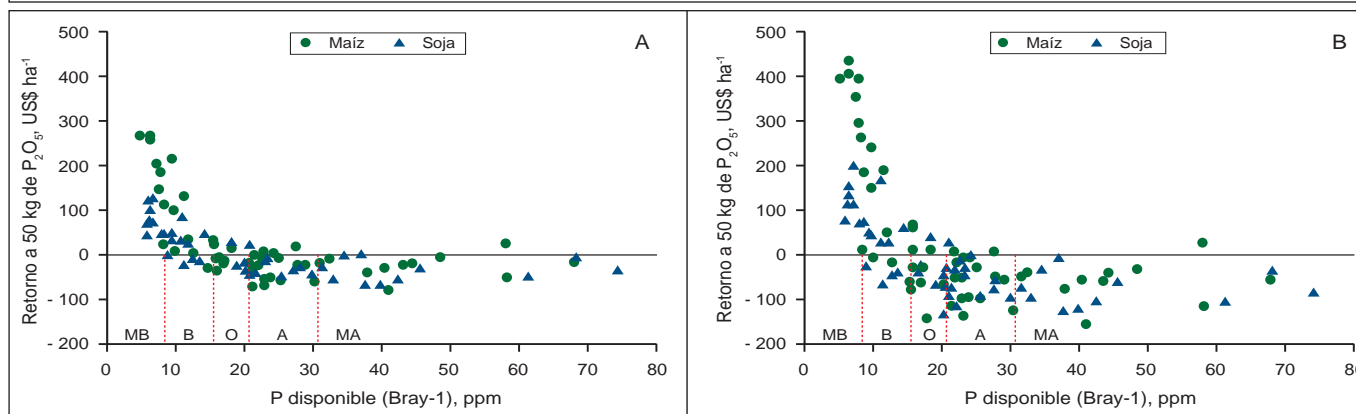 Maíz Soja
A
Retorno a 50 kg de P2O5, US$ ha-1
500
400
300
200
100
0
- 100
- 200
MB B O A MA
0 10 20 30 40 50 60 70 80
P disponible (Bray-1), ppm
Maíz Soja
B
Retorno a 50 kg de P2O5, US$ ha-1
500
400
300
200
100
0
- 100
- 200
MB B O A MA
0 10 20 30 40 50 60 70 80
P disponible (Bray-1), ppm